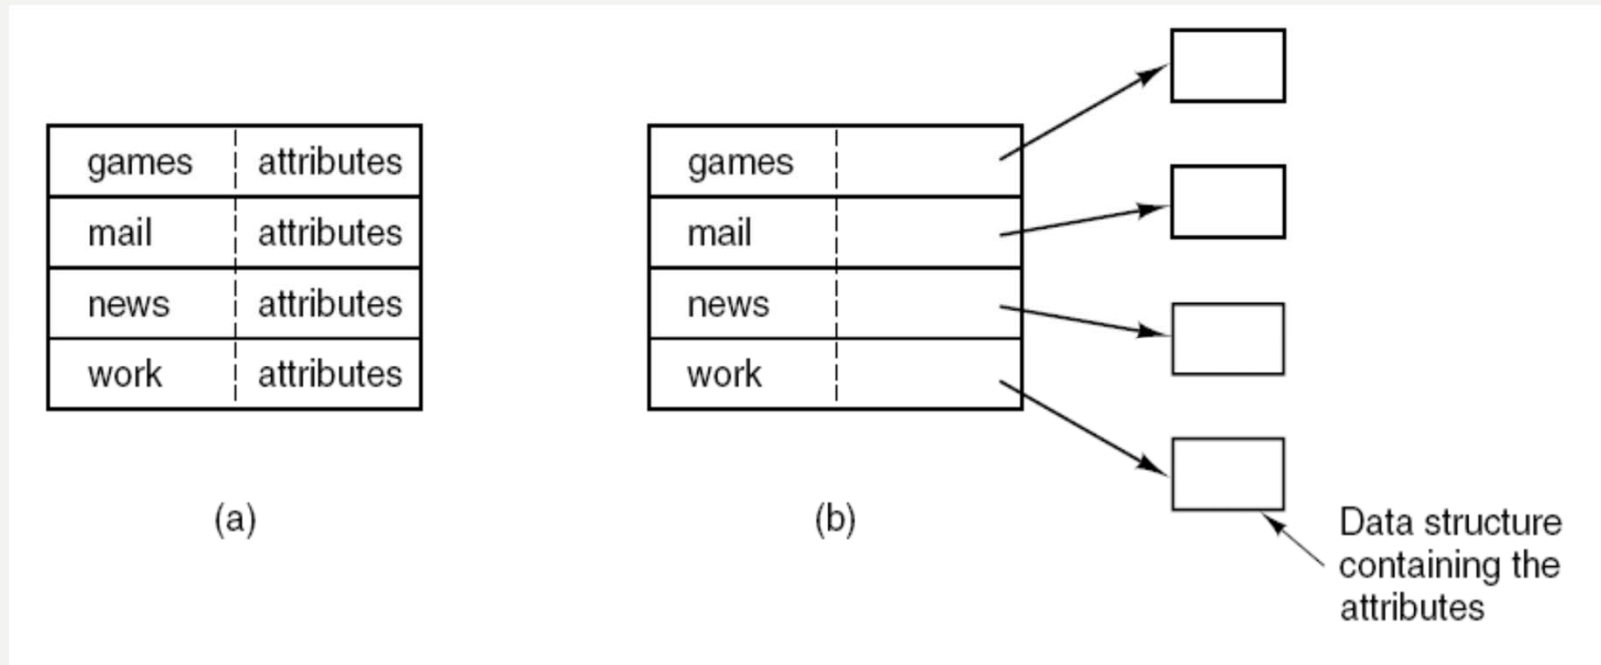 games attributes
mail attributes
news attributes
work attributes
(a)
games
mail
news
work
(b)
Data structure
containing the
attributes